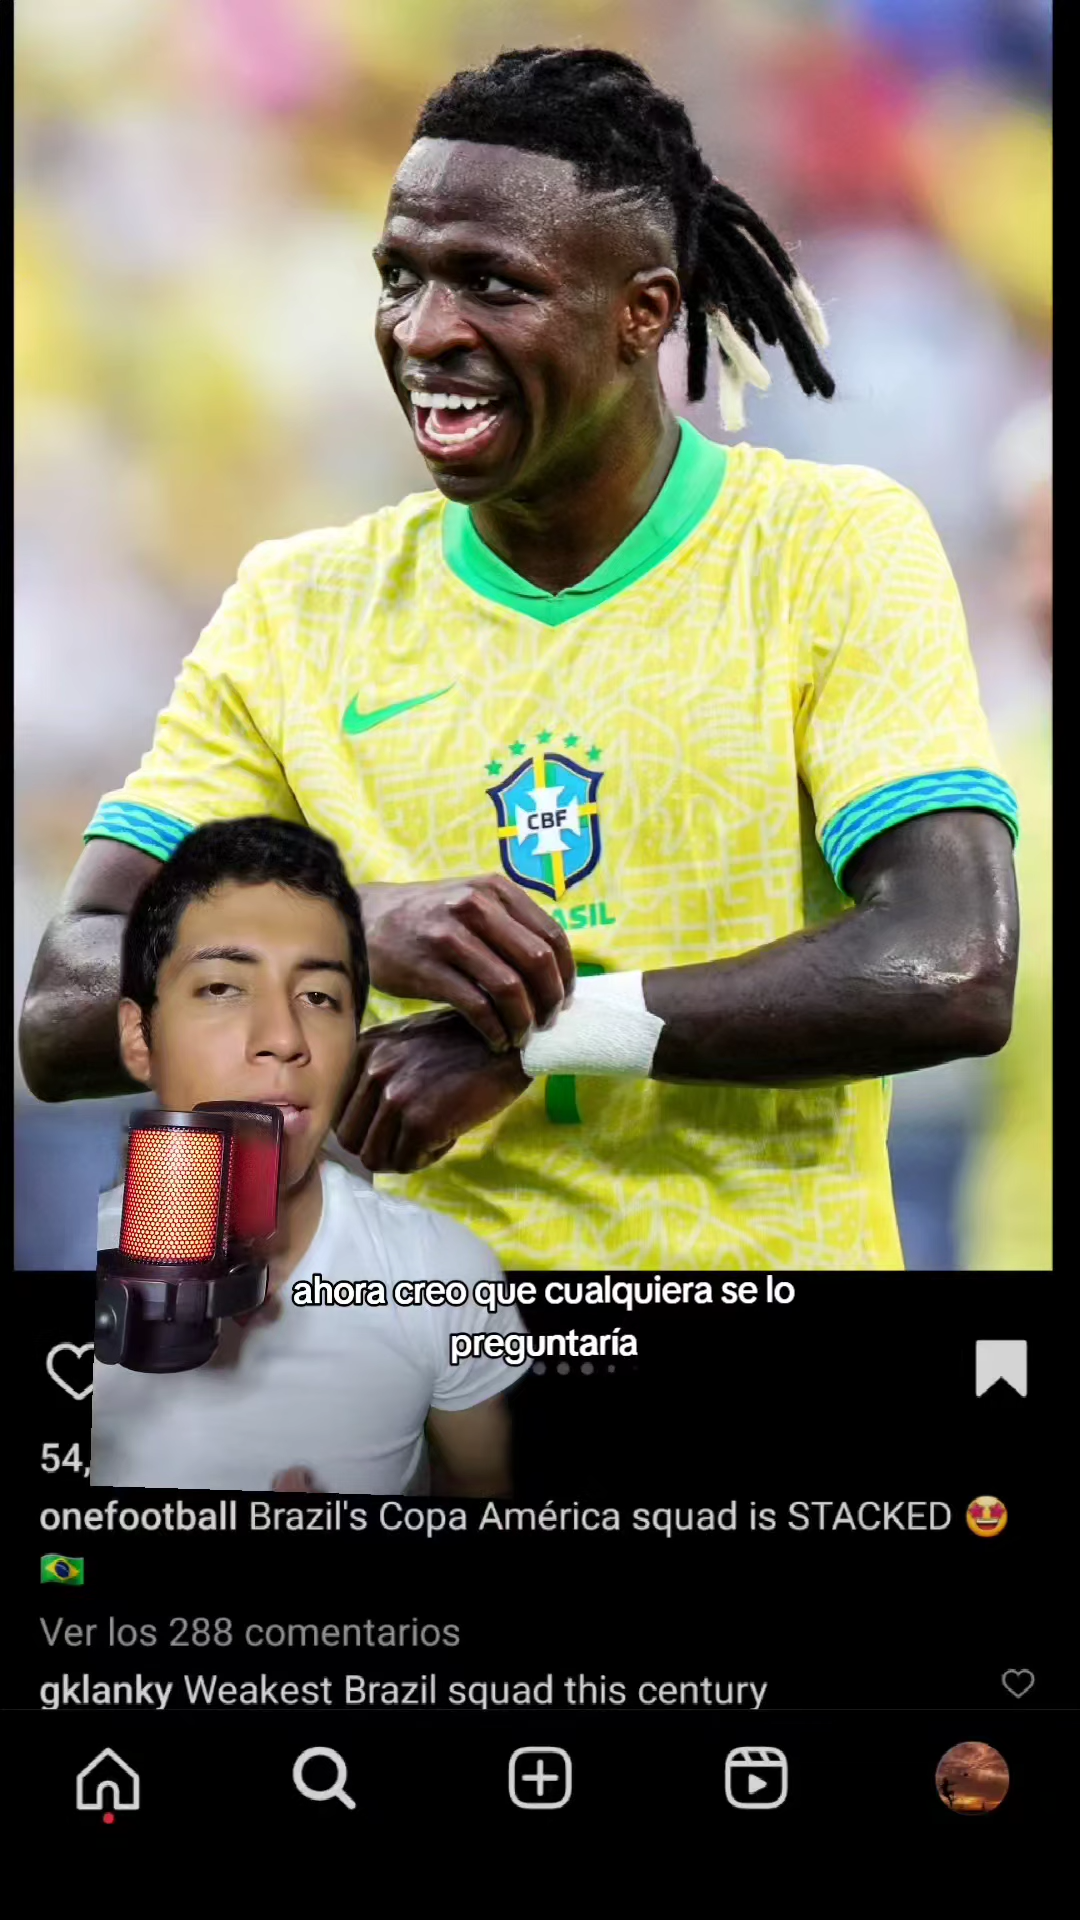 CBF
ahora creo que cualquiera se lo
preguntaría
54,
onefootball Brazil's Copa América squad is STACKED 🤩
🇧🇷
Ver los 288 comentarios
gklanky Weakest Brazil squad this century